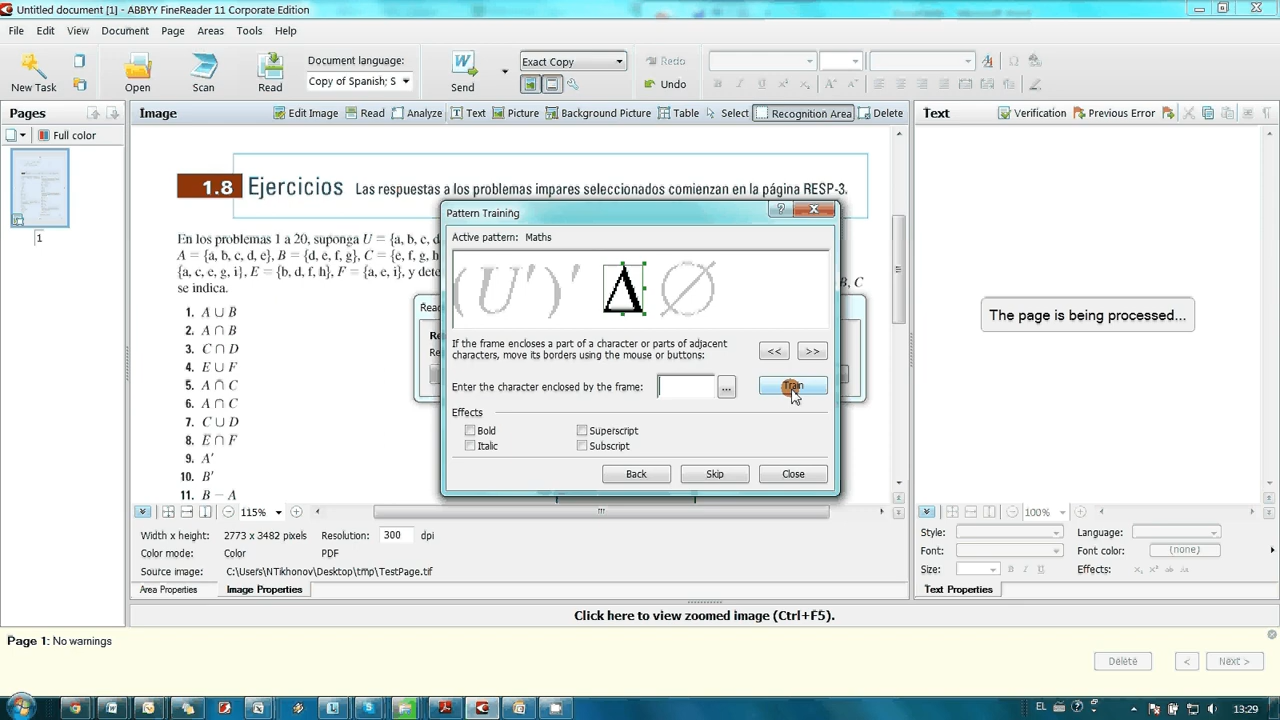 Untitled document [1] - ABBYY FineReader 11 Corporate Edition
File Edit View Document Page Areas Tools Help
New Task Open Scan Read Document language: Copy of Spanish; S Send Exact Copy Redo Undo
Pages Image Edit Image Read Analyze Text Picture Background Picture Table Select Recognition Area Delete Text Verification Previous Error
Full color
1
1.8 Ejercicios Las respuestas a los problemas impares seleccionados comienzan en la página RESP-3.
En los problemas 1 a 20, suponga U = {a, b, c, d
A = {a, b, c, d, e}, B = {d, e, f, g}, C = {e, f, g, h
{a, c, e, g, i}, E = {b, d, f, h}, F = {a, e, i}, y dete
B, C
se indica.
1. A ∪ B
2. A ∩ B
3. C ∩ D
4. E ∪ F
5. A ∩ C
6. A ∩ C
7. C ∪ D
8. E ∩ F
9. A′
10. B′
11. B − A
Pattern Training
Active pattern: Maths
(U′)′ Δ ∅
If the frame encloses a part of a character or parts of adjacent
characters, move its borders using the mouse or buttons:
<< >>
Enter the character enclosed by the frame: ... Train
Effects
Bold Superscript
Italic Subscript
Back Skip Close
The page is being processed...
115% 100%
Width x height: 2773 x 3482 pixels Resolution: 300 dpi
Color mode: Color PDF
Source image: C:\Users\NTikhonov\Desktop\tmp\TestPage.tif
Area Properties Image Properties
Style: Language:
Font: Font color: (none)
Size: Effects:
Text Properties
Click here to view zoomed image (Ctrl+F5).
Page 1: No warnings
Delete < Next >
EL 13:29